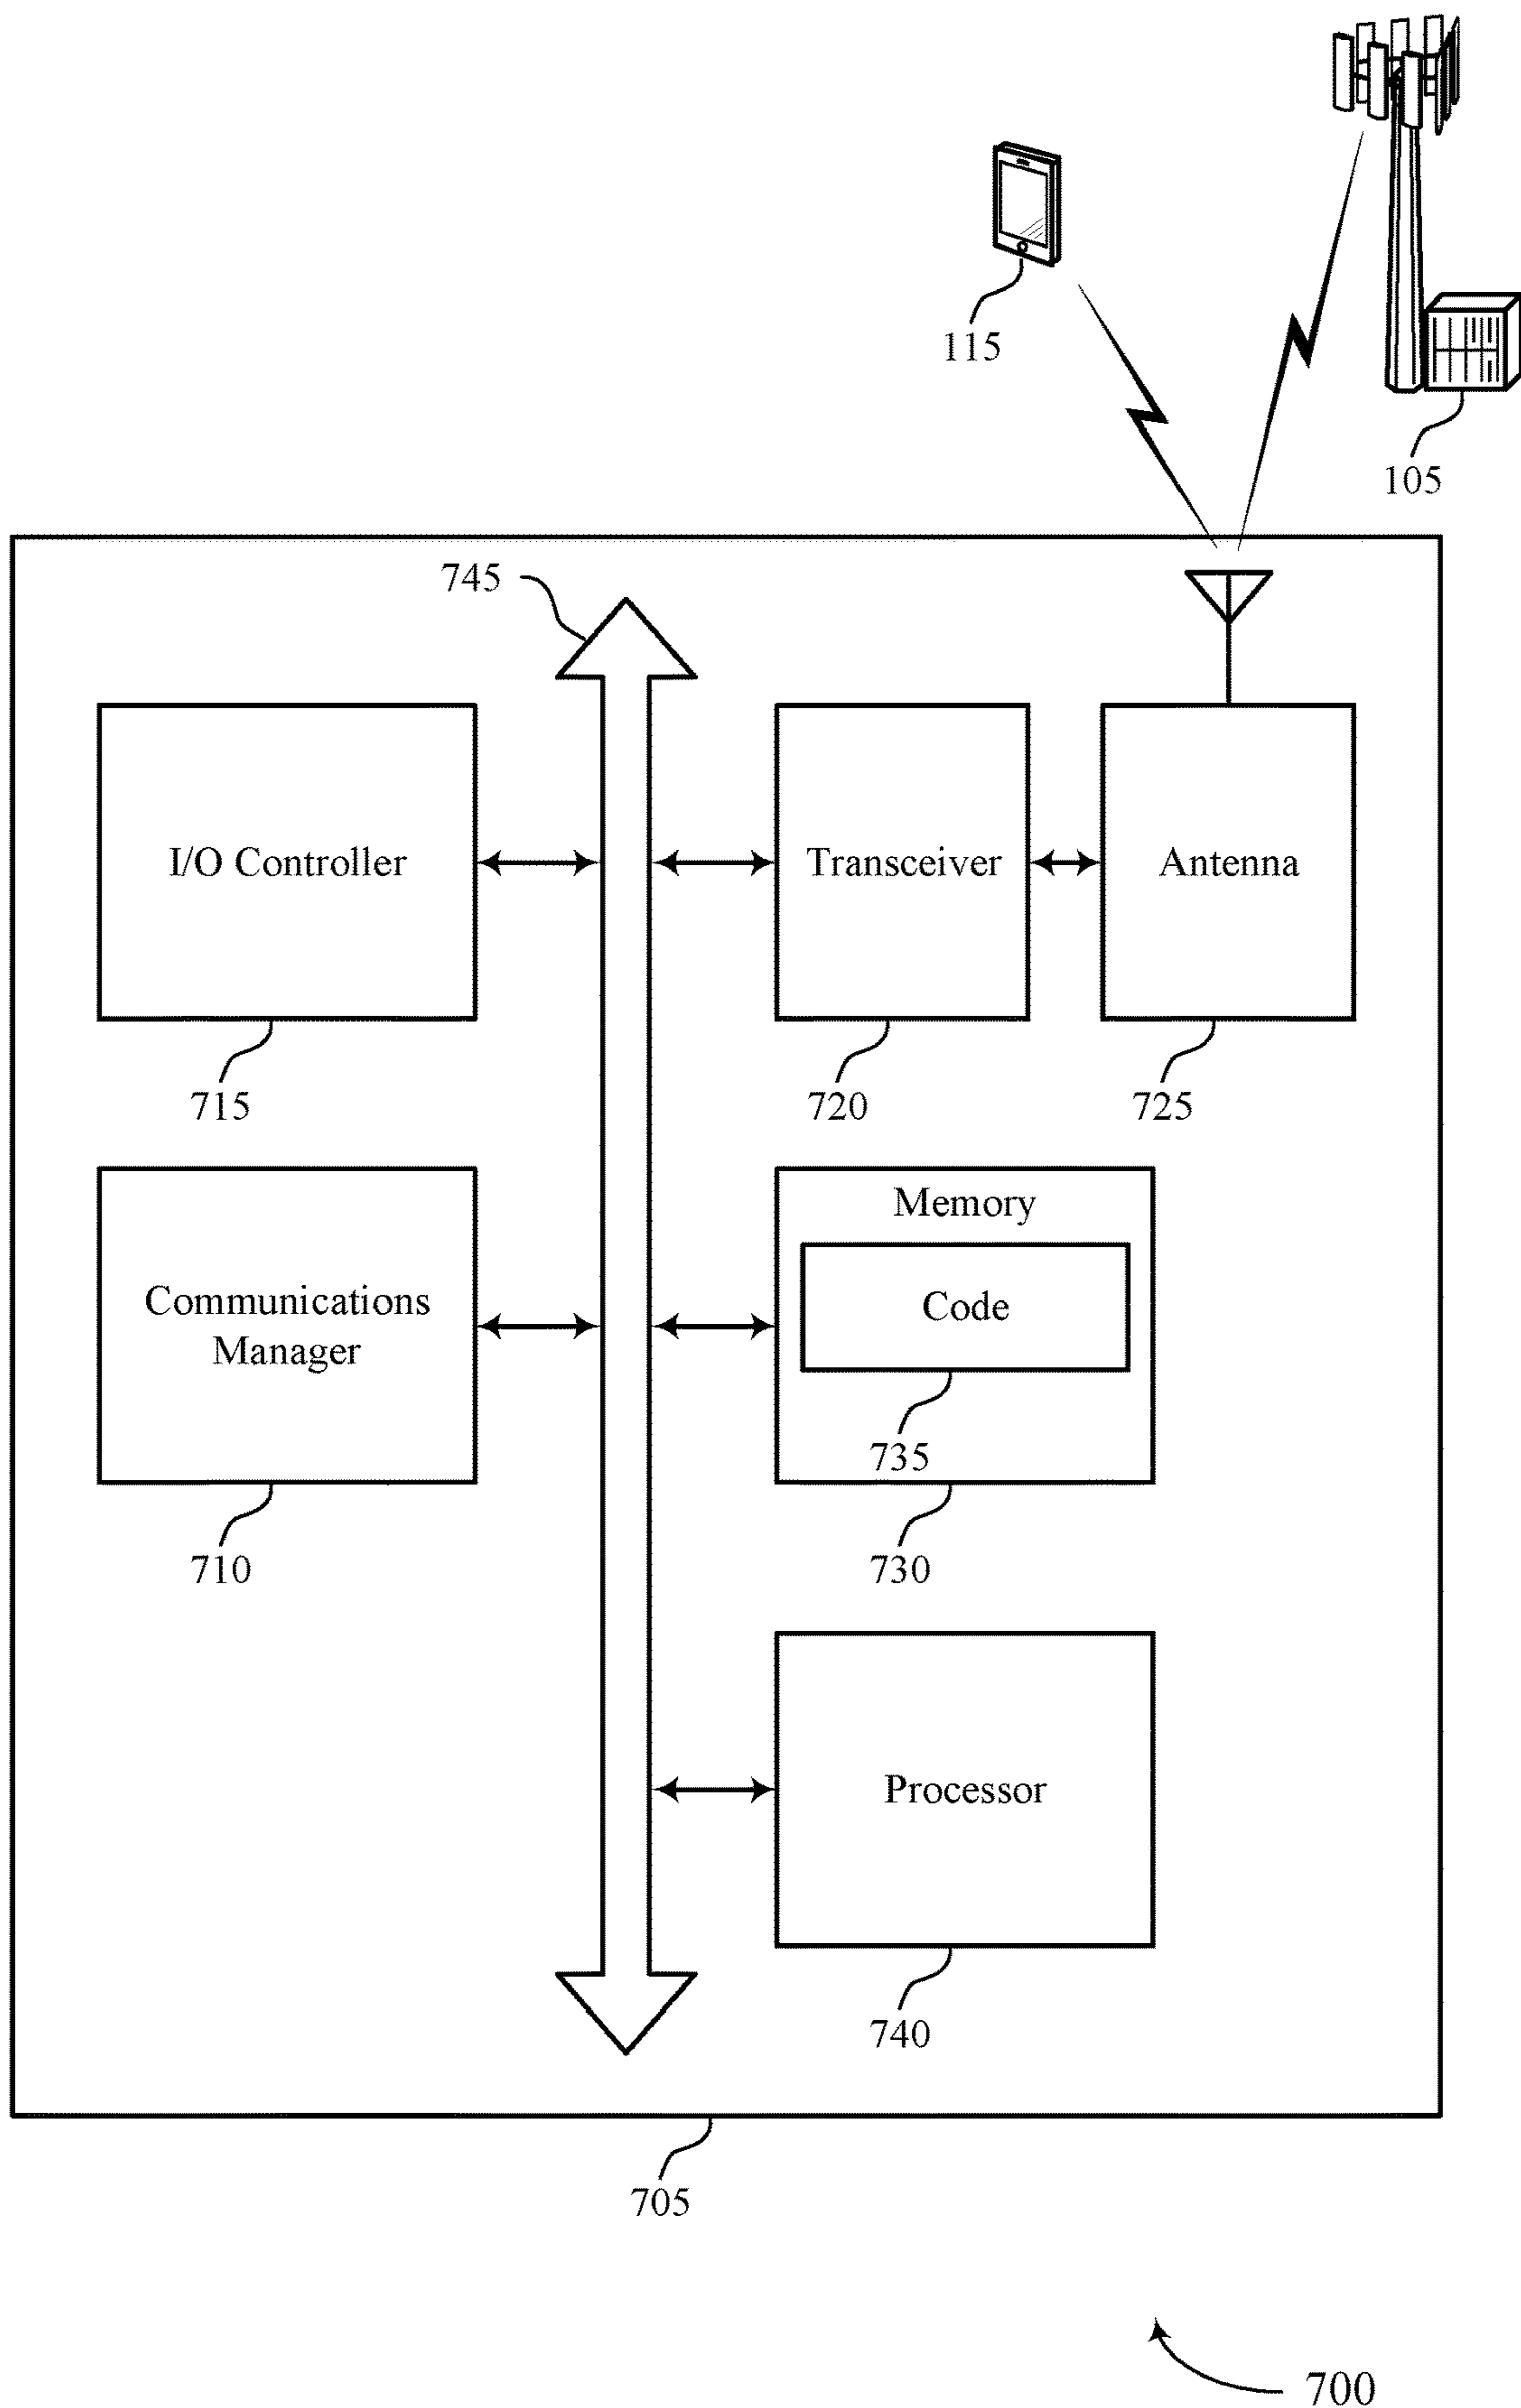 115
105
745
I/O Controller
Transceiver
Antenna
715
720
725
Communications
Manager
Memory
Code
735
710
730
Processor
740
705
700